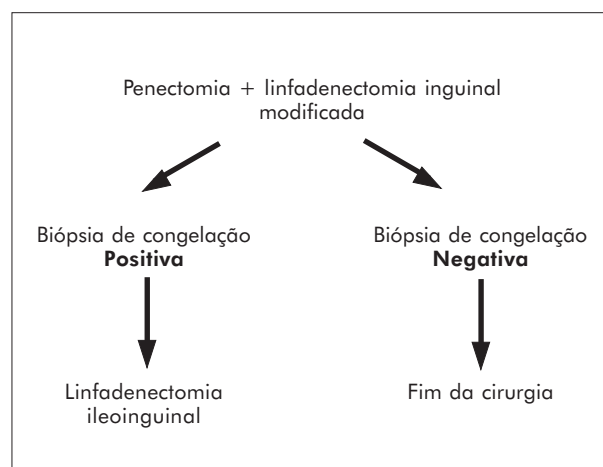 Penectomia + linfadenectomia inguinal
modificada
Biópsia de congelação
Positiva
Biópsia de congelação
Negativa
Linfadenectomia
ileoinguinal
Fim da cirurgia